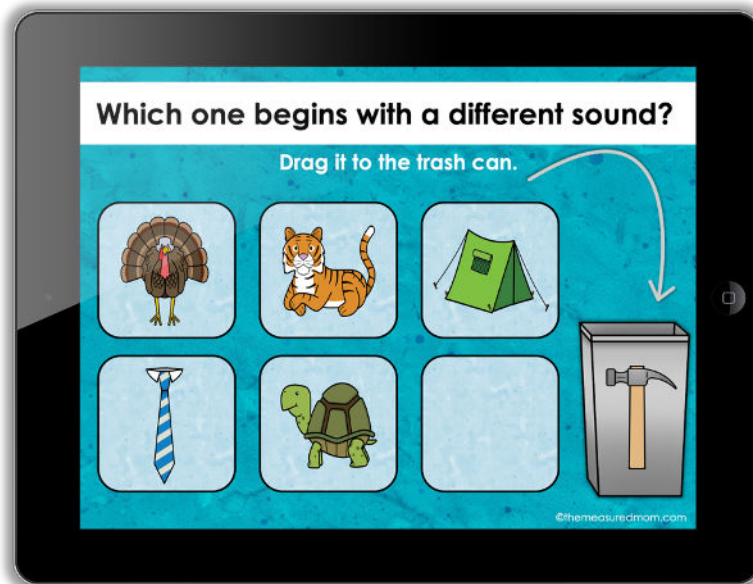 Which one begins with a different sound?
Drag it to the trash can.
©themeasuredmom.com